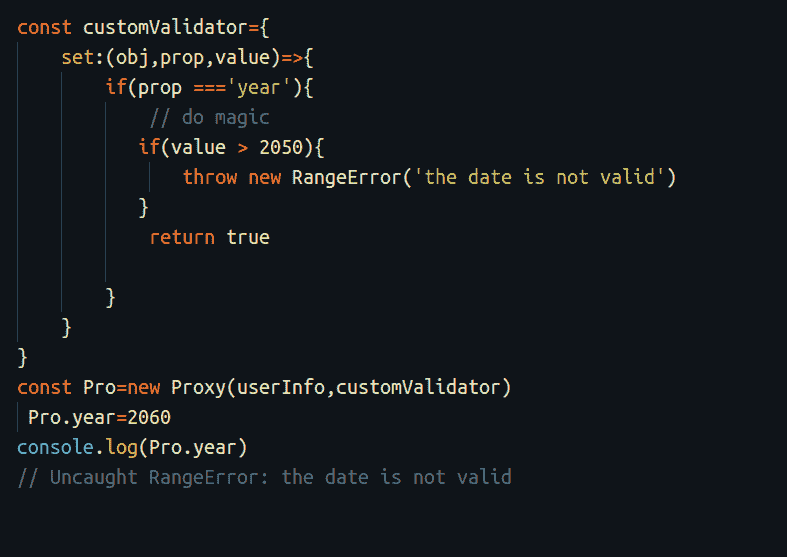 const customValidator={
set:(obj,prop,value)=>{
if(prop ==='year'){
// do magic
if(value > 2050){
throw new RangeError('the date is not valid')
}
return true
}
}
}
const Pro=new Proxy(userInfo,customValidator)
Pro.year=2060
console.log(Pro.year)
// Uncaught RangeError: the date is not valid